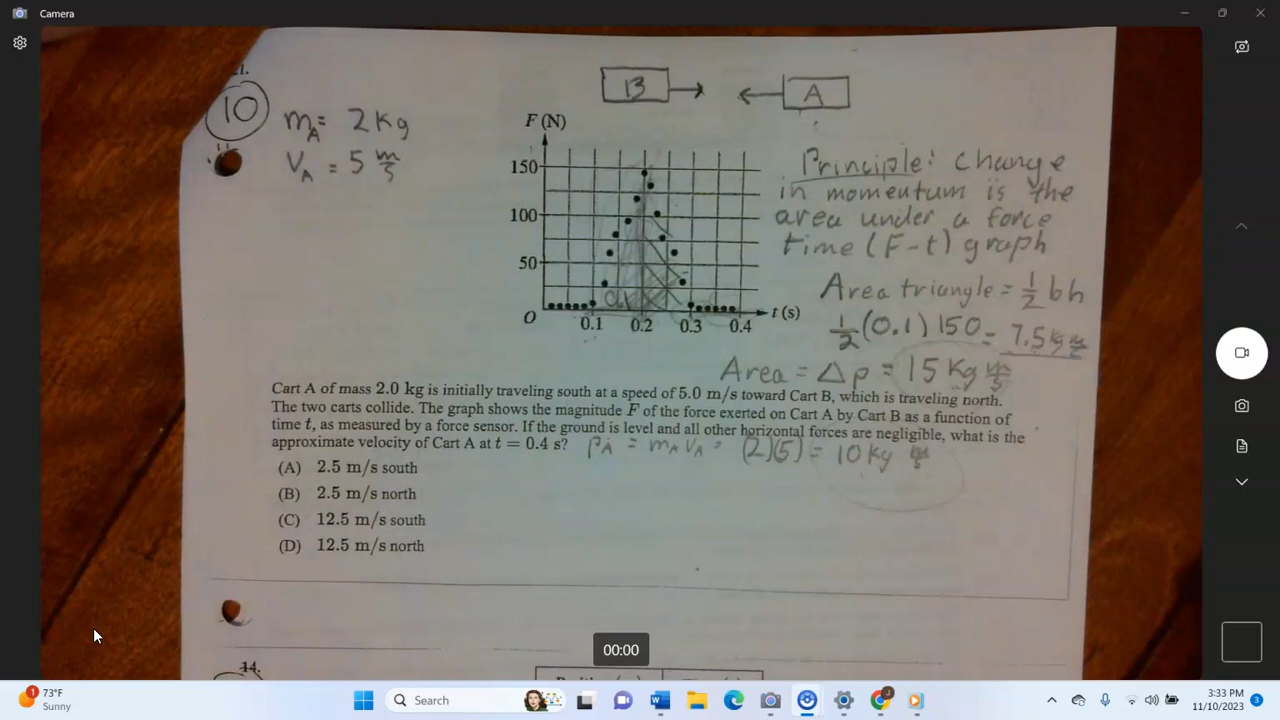 Camera
21.
10
m_A = 2 kg
V_A = 5 m/s
B
A
F (N)
150
100
50
O
0.1 0.2 0.3 0.4
t (s)
Principle: Change
in momentum is the
area under a force
time (F-t) graph
Area triangle = 1/2 bh
1/2 (0.1) 150 = 7.5 kg m/s
Area = Δp = 15 Kg m/s
Cart A of mass 2.0 kg is initially traveling south at a speed of 5.0 m/s toward Cart B, which is traveling north.
The two carts collide. The graph shows the magnitude F of the force exerted on Cart A by Cart B as a function of
time t, as measured by a force sensor. If the ground is level and all other horizontal forces are negligible, what is the
approximate velocity of Cart A at t = 0.4 s?
P_A = m_A V_A = (2)(5) = 10 kg m/s
(A) 2.5 m/s south
(B) 2.5 m/s north
(C) 12.5 m/s south
(D) 12.5 m/s north
00:00
14.
1
73°F
Sunny
Search
3:33 PM
11/10/2023
3